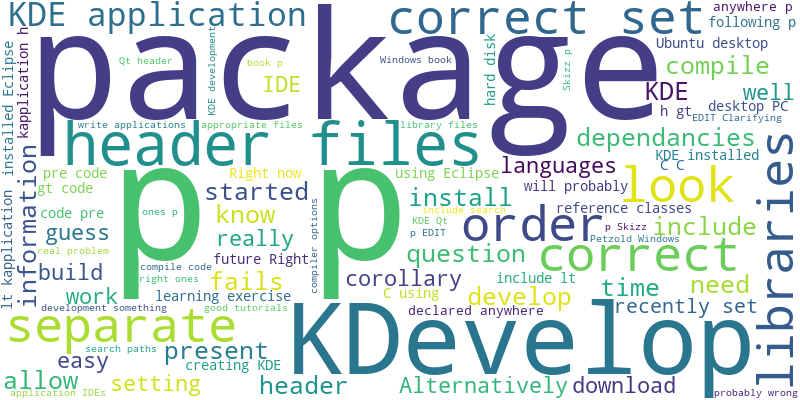 KDE application
correct set
anywhere p
following p
package
Ubuntu desktop
Qt header
KDE development
book p
IDE
Windows book
hard disk
Skizz p
compile
KDE
well
desktop PC
h gt
EDIT Clarifying
installed Eclipse
kapplication h
write applications
appropriate files
library files
header files
dependancies
KDE installed
C C
languages
pre code
gt code
Right now
using Eclipse
will probably
look
libraries
information
started
install
reference classes
code pre
ones p
know
include search
KDE Qt
p EDIT
order
p Skizz
Petzold Windows
include
guess
really
p
p
compiler options
question
correct
real problem
future Right
compile code
right ones
build
fails
corollary
include lt
time
need
lt kapplication
work
learning exercise
C using
develop
recently set
development something
good tutorials
declared anywhere
separate
KDevelop
search paths
easy
present
creating KDE
allow
setting
header
Alternatively
download
application IDEs
probably wrong